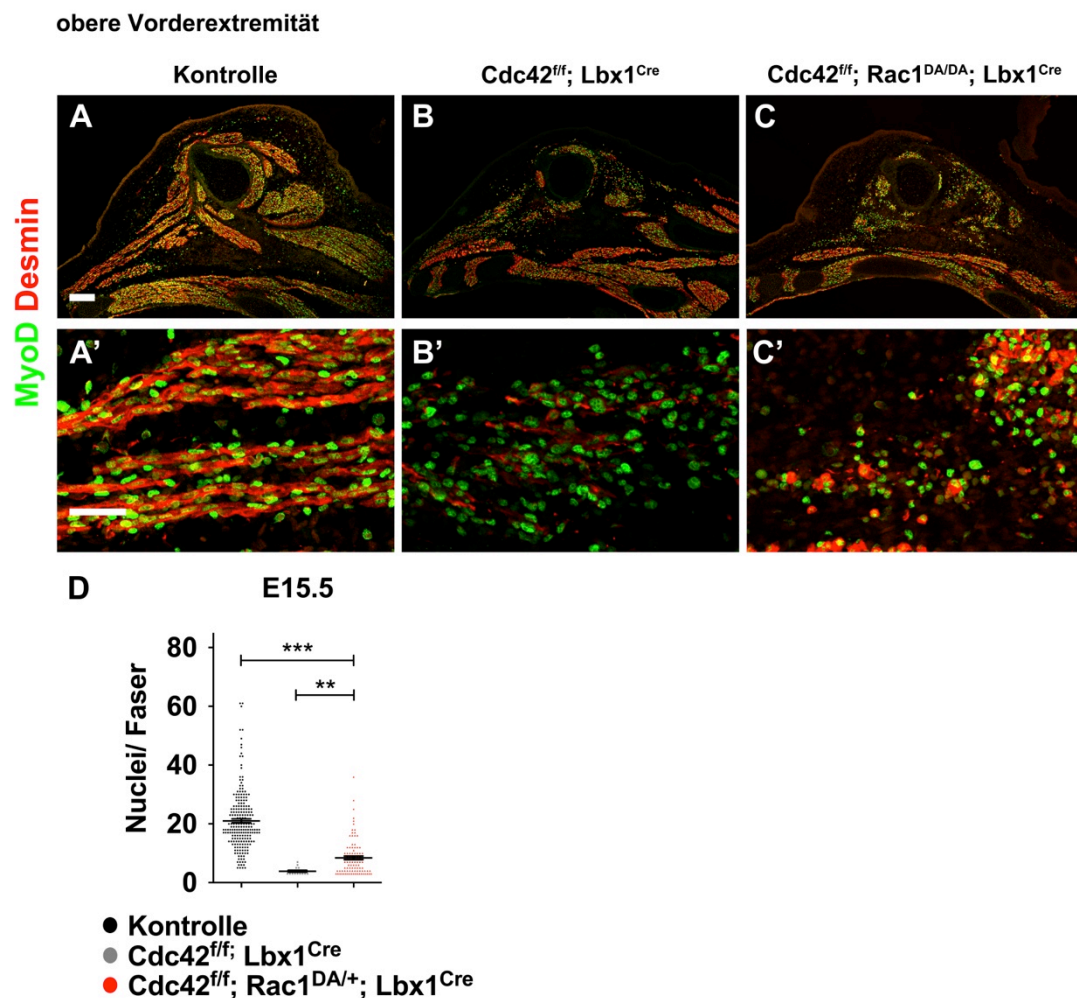 obere Vorderextremität
Kontrolle
Cdc42f/f; Lbx1Cre
Cdc42f/f; Rac1DA/DA; Lbx1Cre
MyoD Desmin
A
B
C
A'
B'
C'
D
E15.5
Nuclei/ Faser
80
60
40
20
0
***
**
Kontrolle
Cdc42f/f; Lbx1Cre
Cdc42f/f; Rac1DA/+; Lbx1Cre